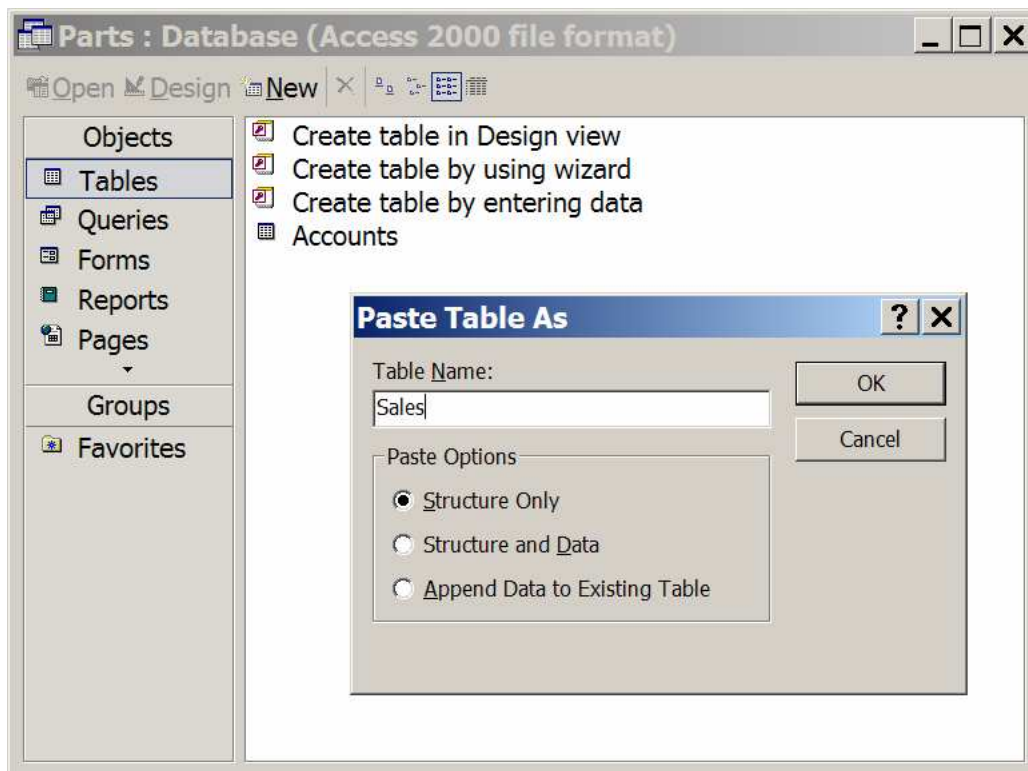 Parts : Database (Access 2000 file format)
Open Design New
Objects
Tables
Queries
Forms
Reports
Pages
Groups
Favorites
Create table in Design view
Create table by using wizard
Create table by entering data
Accounts
Paste Table As
Table Name:
Sales
OK
Cancel
Paste Options
Structure Only
Structure and Data
Append Data to Existing Table